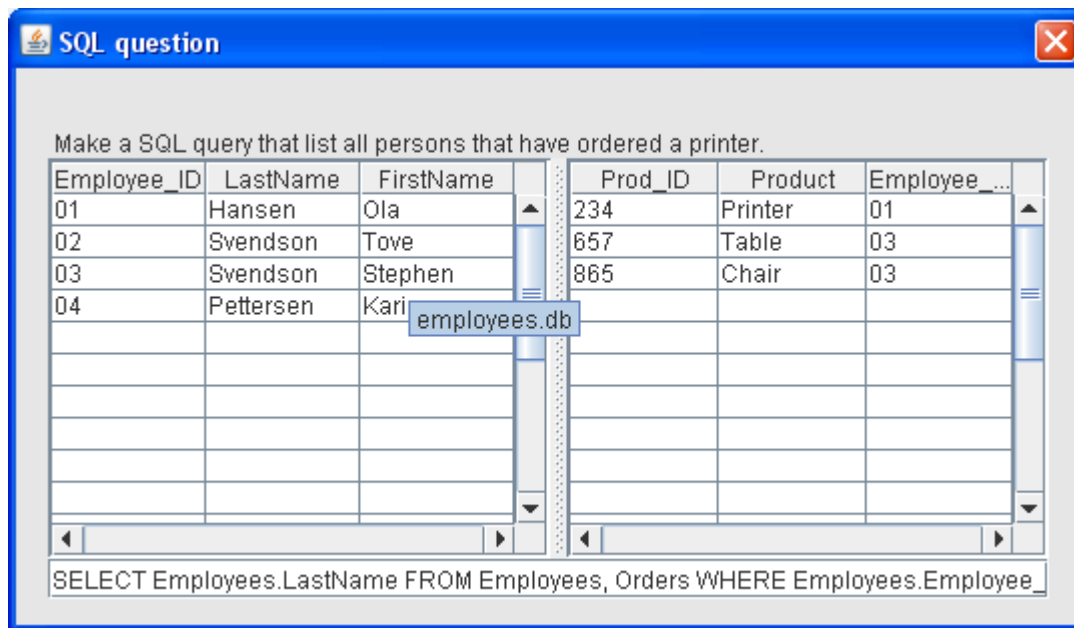 SQL question
Make a SQL query that list all persons that have ordered a printer.
Employee_ID LastName FirstName Prod_ID Product Employee_...
01 Hansen Ola 234 Printer 01
02 Svendson Tove 657 Table 03
03 Svendson Stephen 865 Chair 03
04 Pettersen Kari
employees.db
SELECT Employees.LastName FROM Employees, Orders WHERE Employees.Employee_